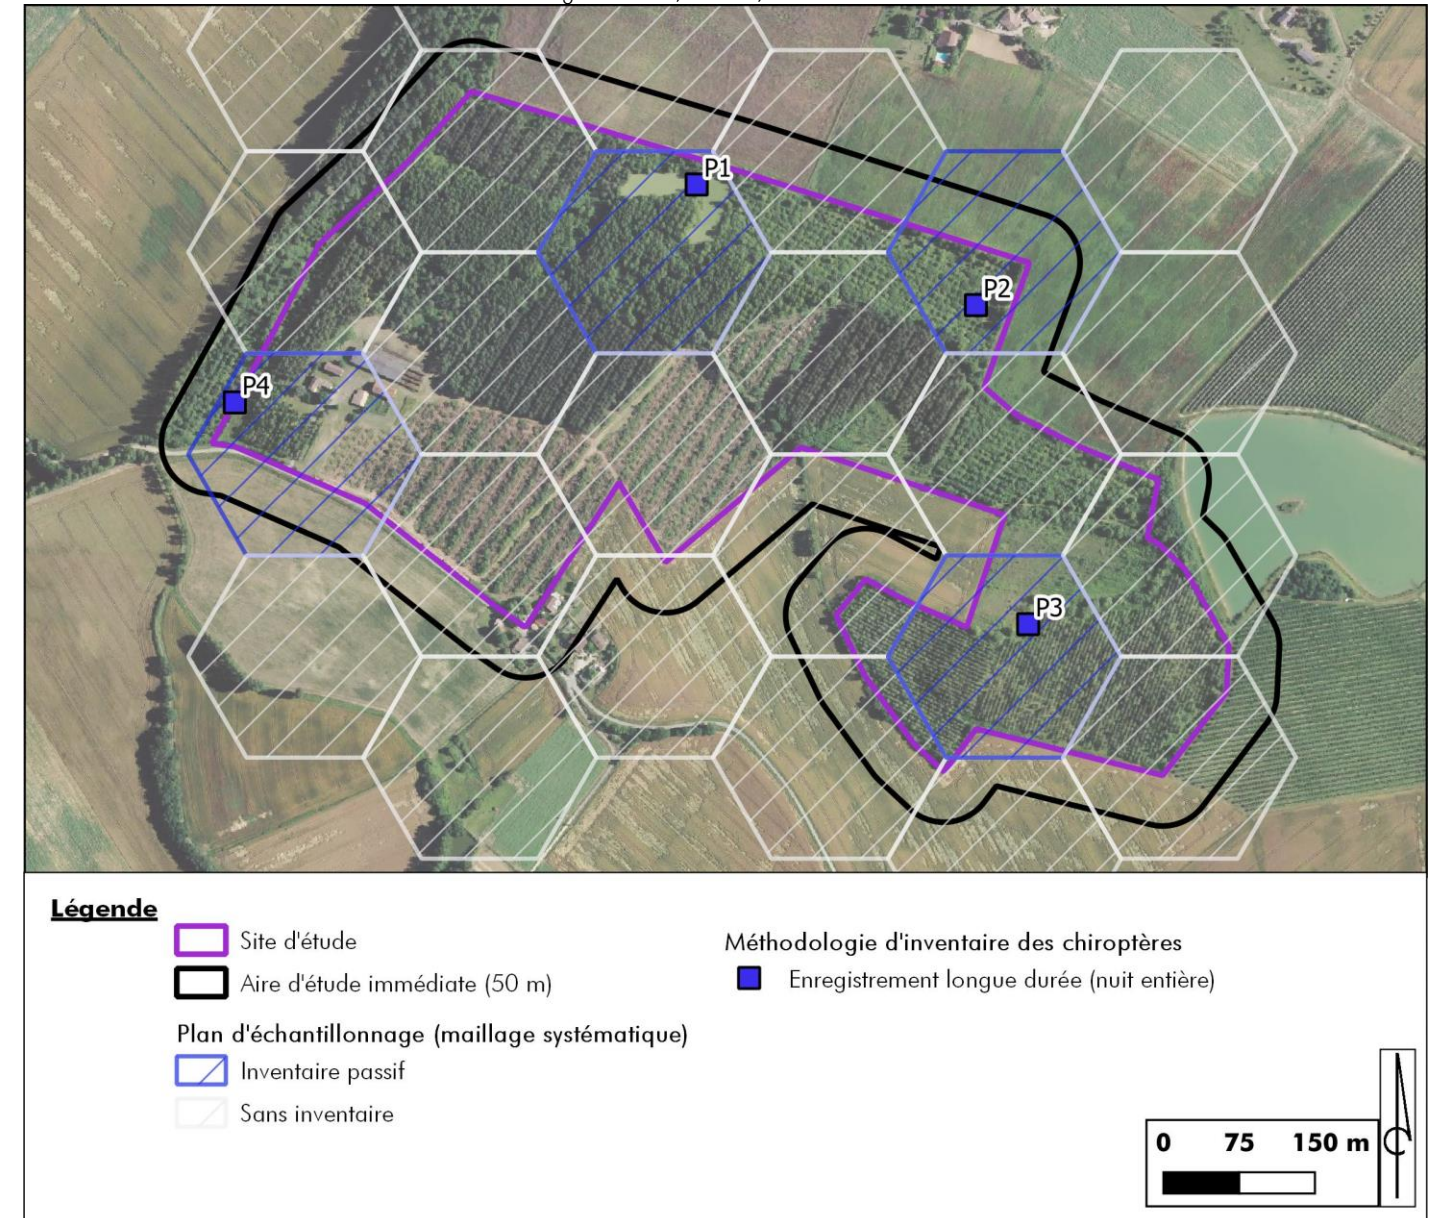 P1
P2
P4
P3
Légende
Site d'étude
Aire d'étude immédiate (50 m)
Plan d'échantillonnage (maillage systématique)
Inventaire passif
Sans inventaire
Méthodologie d'inventaire des chiroptères
Enregistrement longue durée (nuit entière)
0 75 150 m